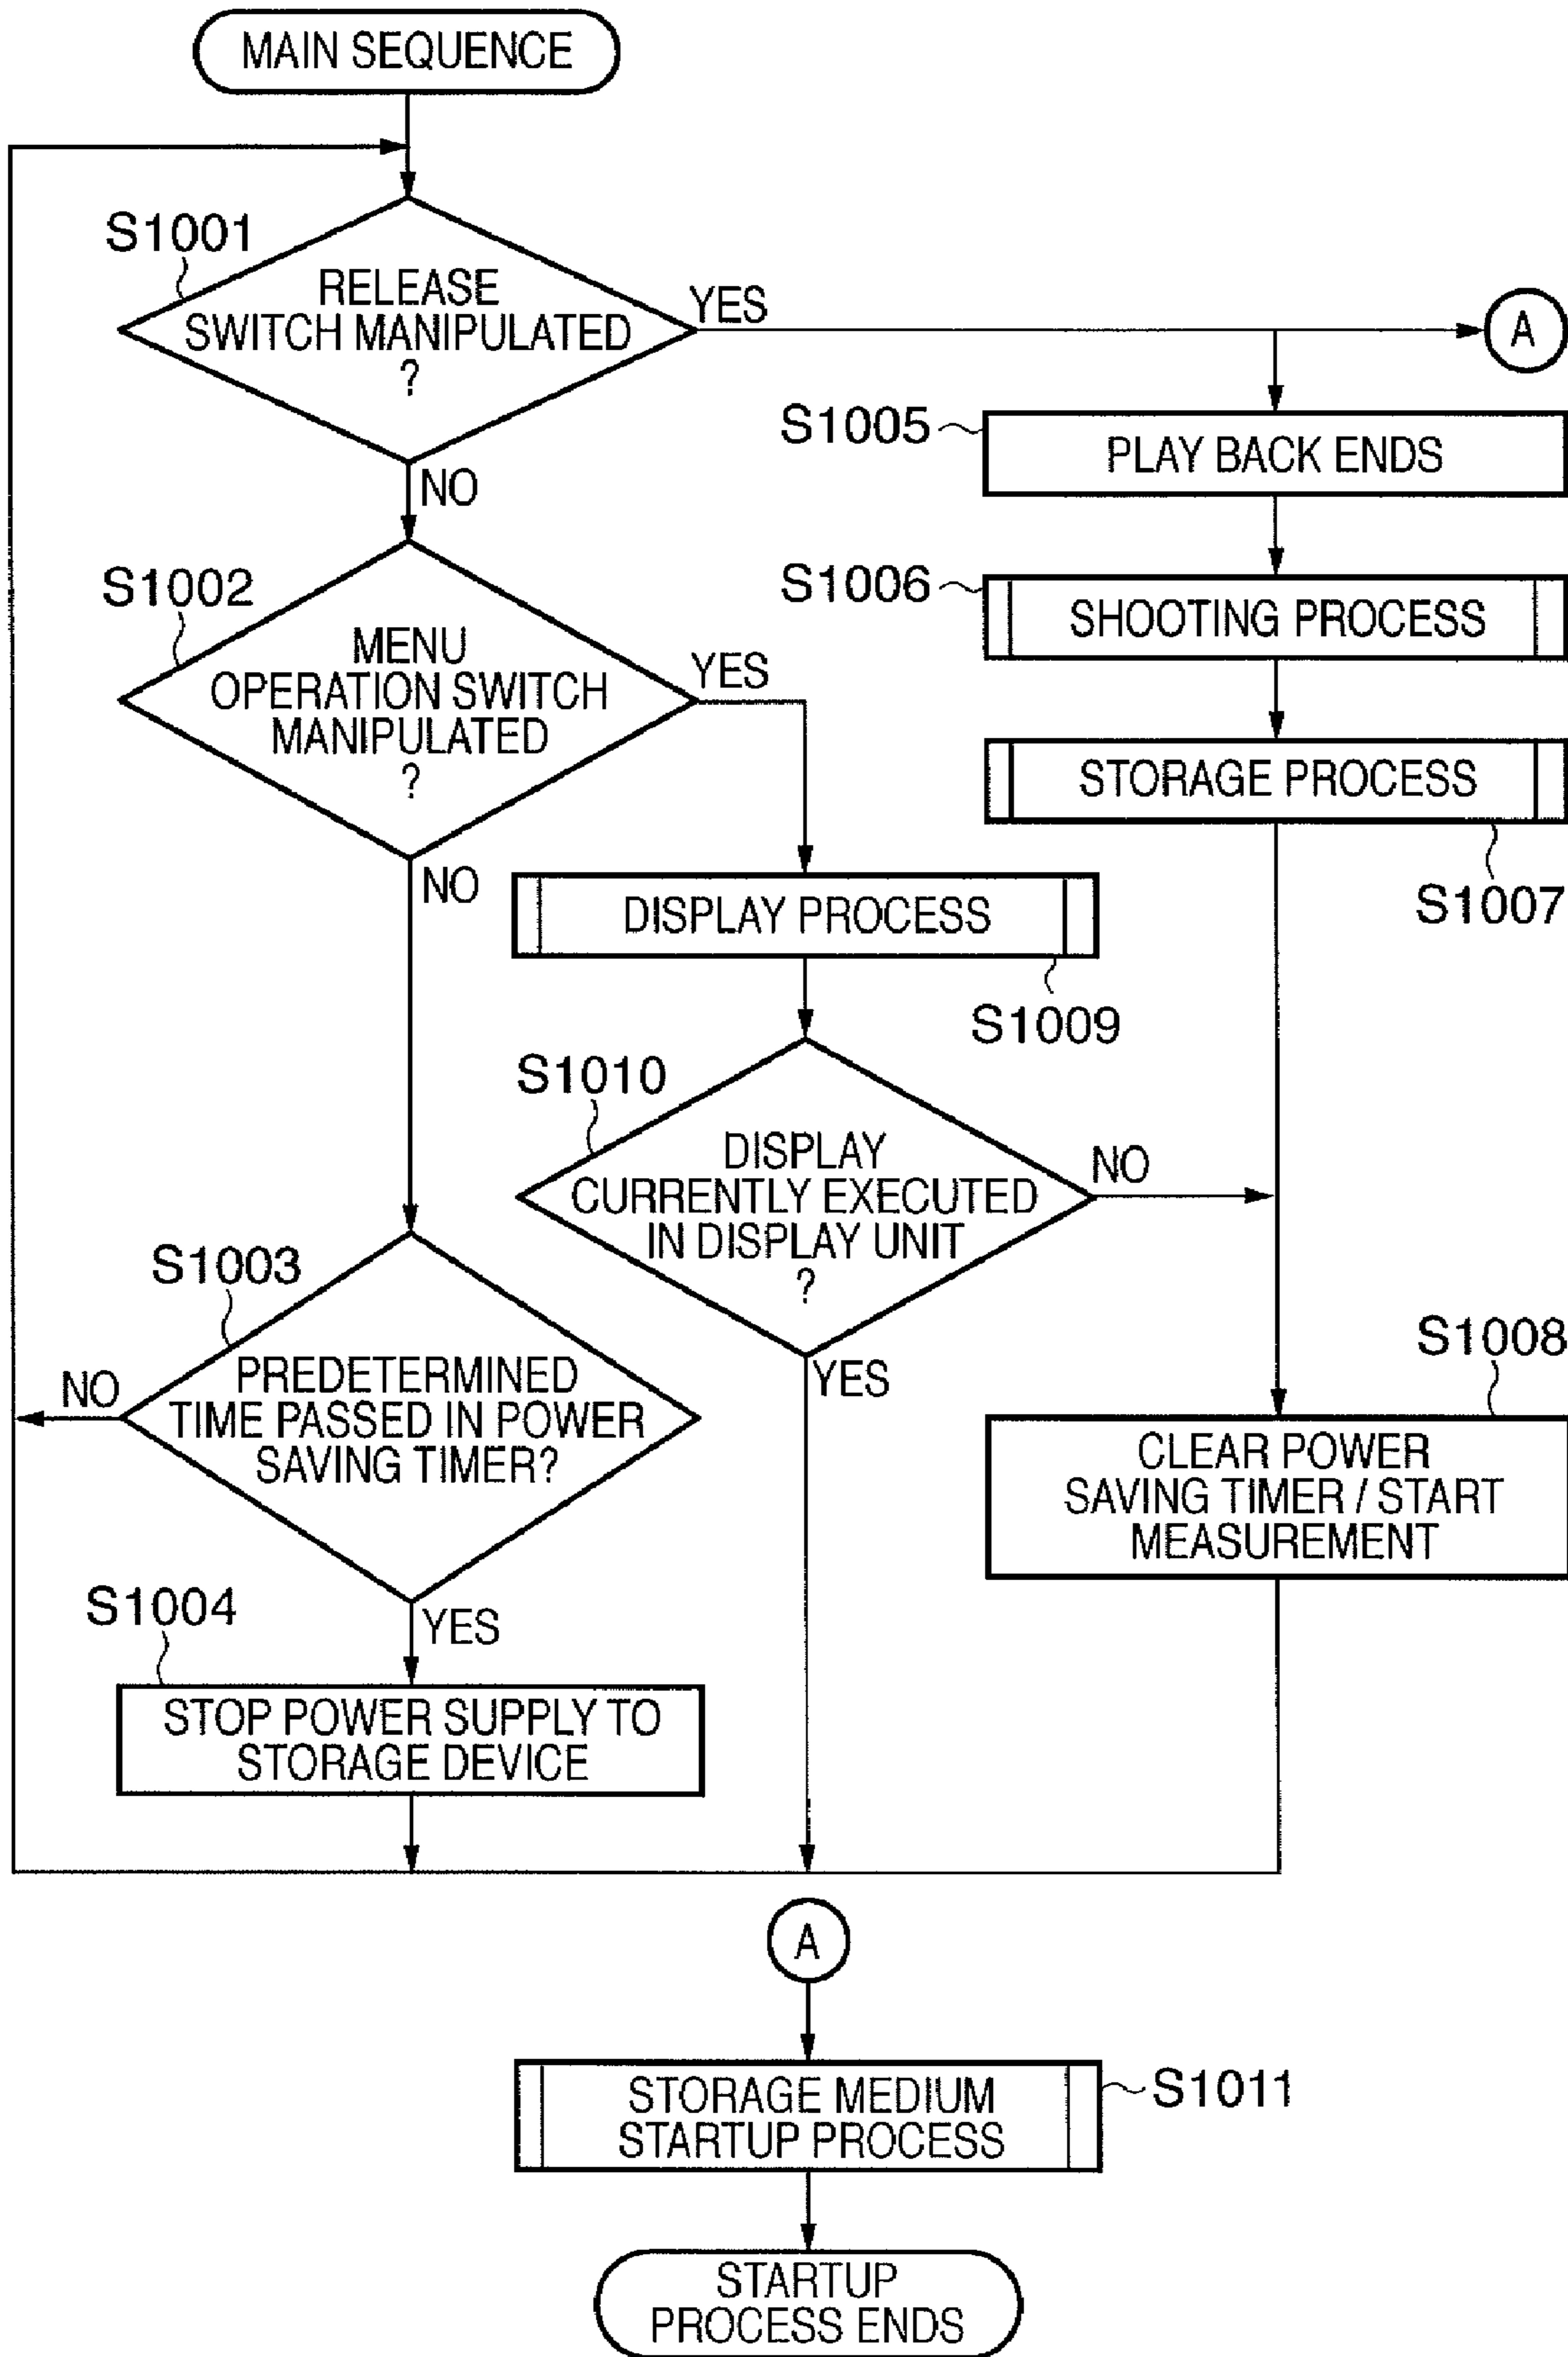 MAIN SEQUENCE
S1001
RELEASE
SWITCH MANIPULATED
?
YES
A
NO
S1005
PLAY BACK ENDS
S1002
MENU
OPERATION SWITCH
MANIPULATED
?
YES
NO
S1006
SHOOTING PROCESS
STORAGE PROCESS
S1007
DISPLAY PROCESS
S1009
S1010
DISPLAY
CURRENTLY EXECUTED
IN DISPLAY UNIT
?
NO
YES
S1003
PREDETERMINED
TIME PASSED IN POWER
SAVING TIMER?
NO
YES
S1008
CLEAR POWER
SAVING TIMER / START
MEASUREMENT
S1004
STOP POWER SUPPLY TO
STORAGE DEVICE
A
STORAGE MEDIUM
STARTUP PROCESS
S1011
STARTUP
PROCESS ENDS